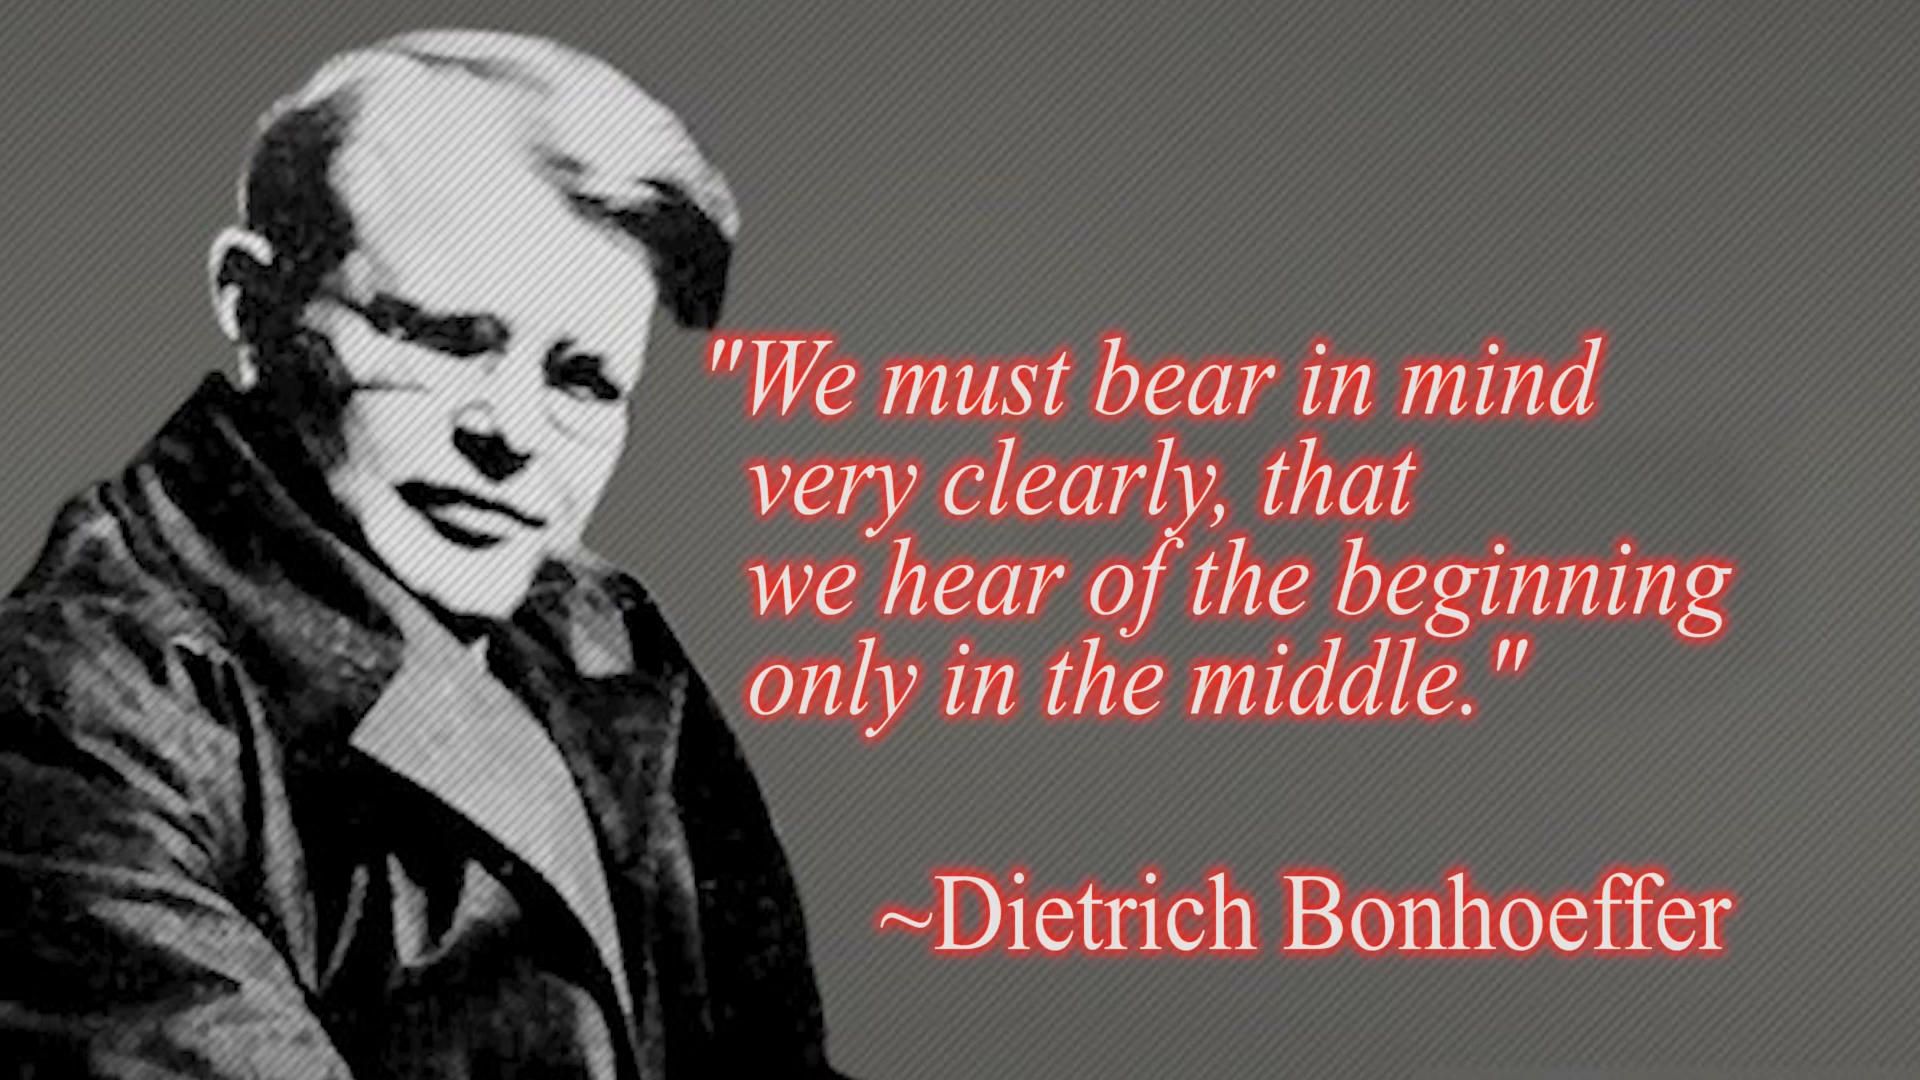 "We must bear in mind
very clearly, that
we hear of the beginning
only in the middle."
~Dietrich Bonhoeffer